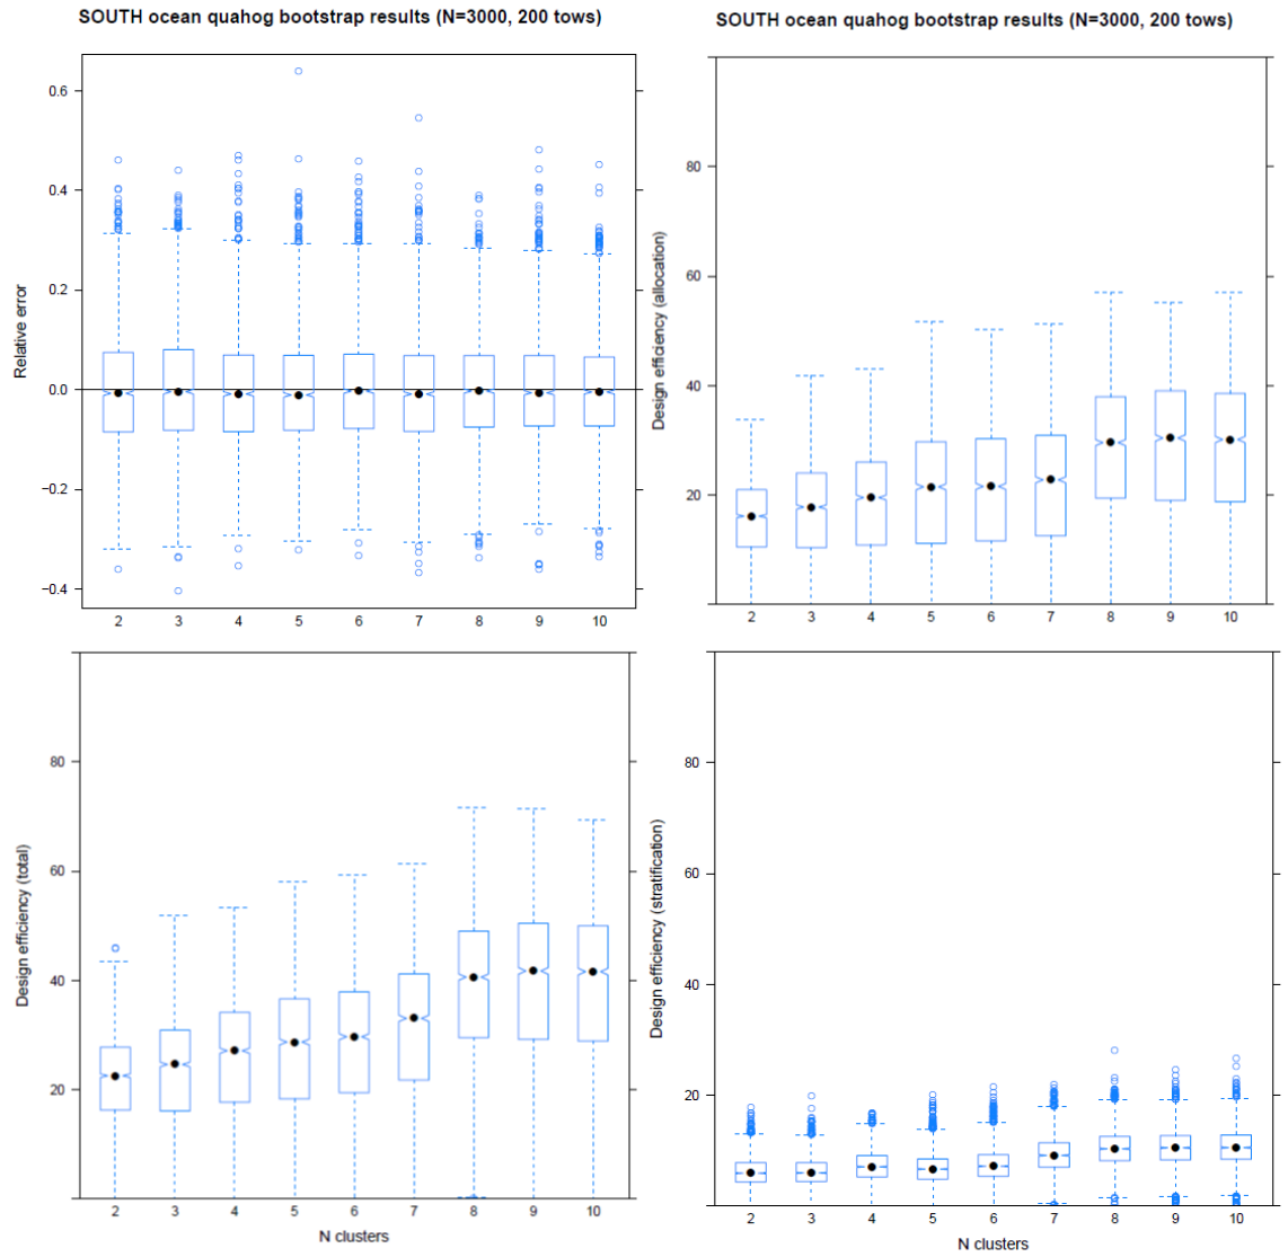 SOUTH ocean quahog bootstrap results (N=3000, 200 tows)
Relative error
0.6
0.4
0.2
0.0
−0.2
−0.4
2 3 4 5 6 7 8 9 10
SOUTH ocean quahog bootstrap results (N=3000, 200 tows)
Design efficiency (allocation)
80
60
40
20
2 3 4 5 6 7 8 9 10
Design efficiency (total)
80
60
40
20
2 3 4 5 6 7 8 9 10
N clusters
Design efficiency (stratification)
80
60
40
20
2 3 4 5 6 7 8 9 10
N clusters